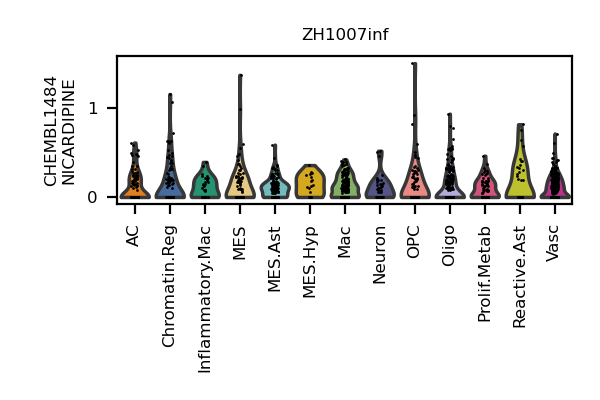 ZH1007inf
CHEMBL1484
NICARDIPINE
1
0
AC
Chromatin.Reg
Inflammatory.Mac
MES
MES.Ast
MES.Hyp
Mac
Neuron
OPC
Oligo
Prolif.Metab
Reactive.Ast
Vasc